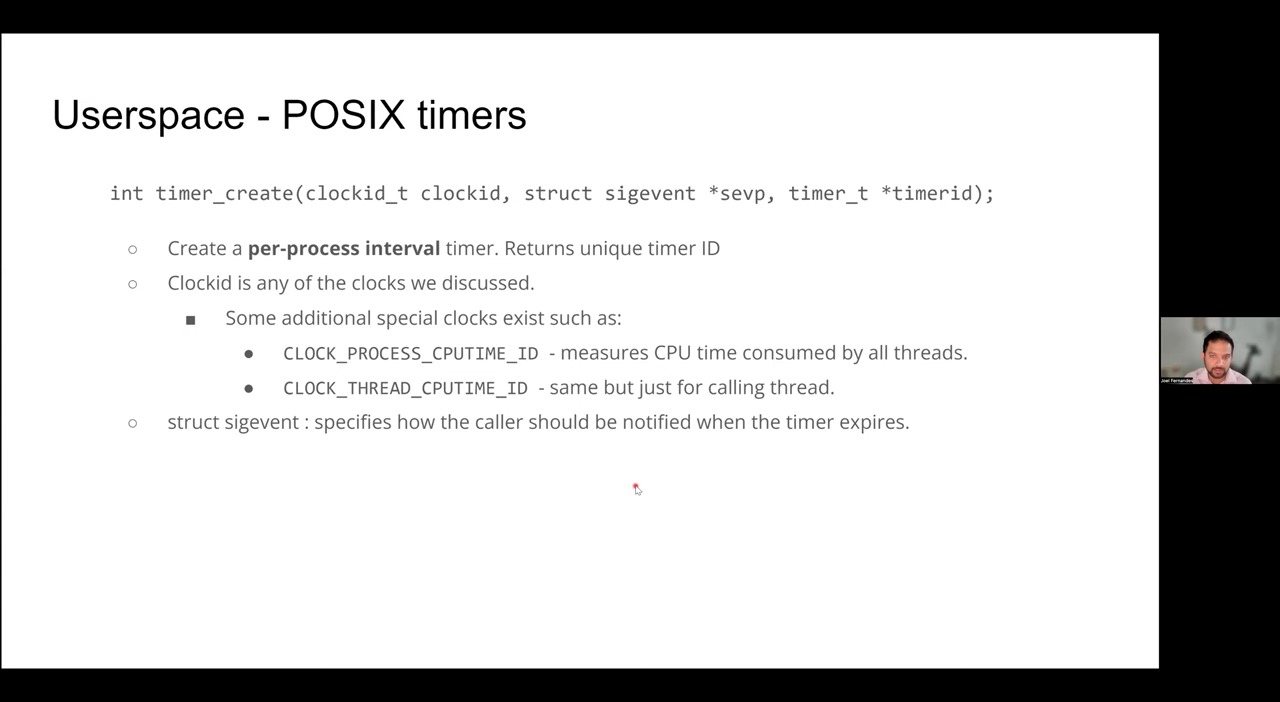 Userspace - POSIX timers
int timer_create(clockid_t clockid, struct sigevent *sevp, timer_t *timerid);
○ Create a per-process interval timer. Returns unique timer ID
○ Clockid is any of the clocks we discussed.
■ Some additional special clocks exist such as:
● CLOCK_PROCESS_CPUTIME_ID - measures CPU time consumed by all threads.
● CLOCK_THREAD_CPUTIME_ID - same but just for calling thread.
○ struct sigevent : specifies how the caller should be notified when the timer expires.
Joel Fernandes